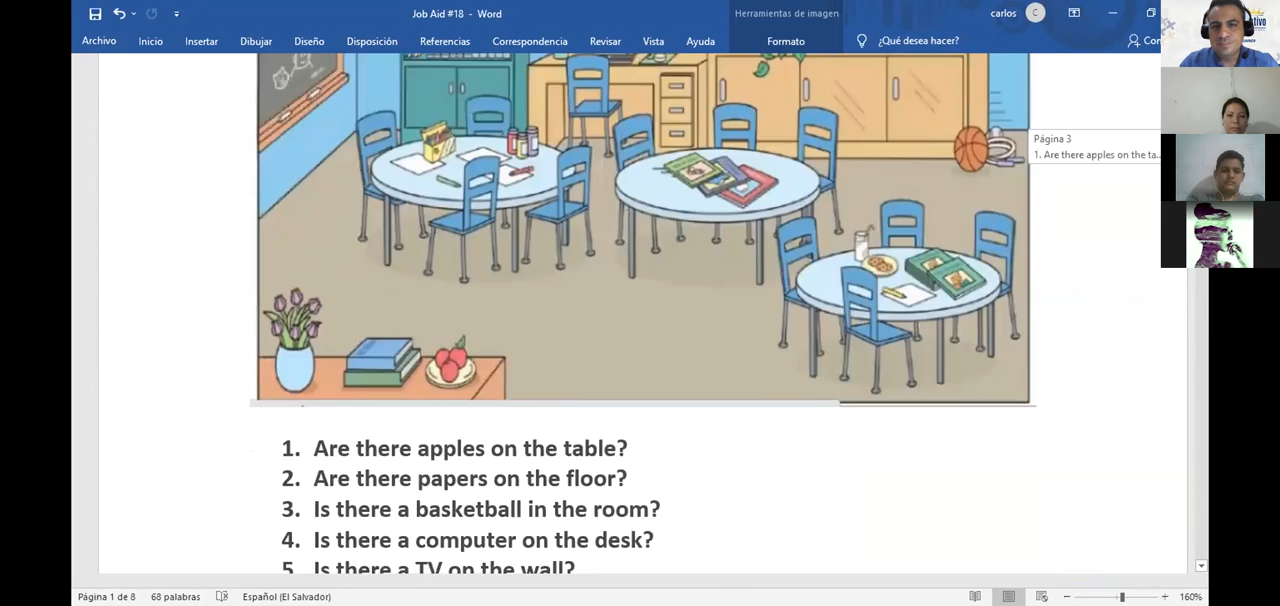 Job Aid #18 - Word
Herramientas de imagen
carlos
C
Archivo Inicio Insertar Dibujar Diseño Disposición Referencias Correspondencia Revisar Vista Ayuda Formato ¿Qué desea hacer?
Página 3
1. Are there apples on the ta...
1. Are there apples on the table?
2. Are there papers on the floor?
3. Is there a basketball in the room?
4. Is there a computer on the desk?
5. Is there a TV on the wall?
Página 1 de 8 68 palabras Español (El Salvador) 160%